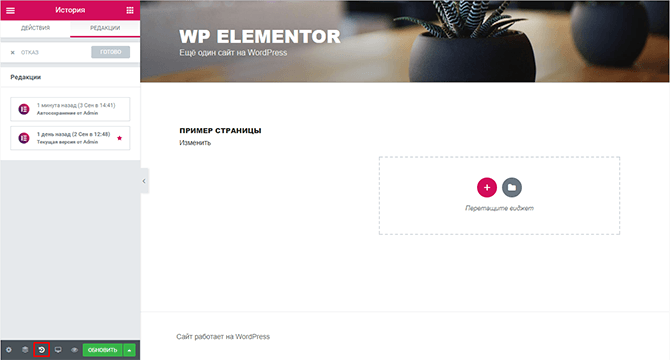 История
ДЕЙСТВИЯ
РЕДАКЦИИ
ОТКАЗ
ГОТОВО
Редакции
1 минута назад (3 Сен в 14:41)
Автосохранение от Admin
1 день назад (2 Сен в 12:48)
Текущая версия от Admin
ОБНОВИТЬ
WP ELEMENTOR
Ещё один сайт на WordPress
ПРИМЕР СТРАНИЦЫ
Изменить
Перетащите виджет
Сайт работает на WordPress